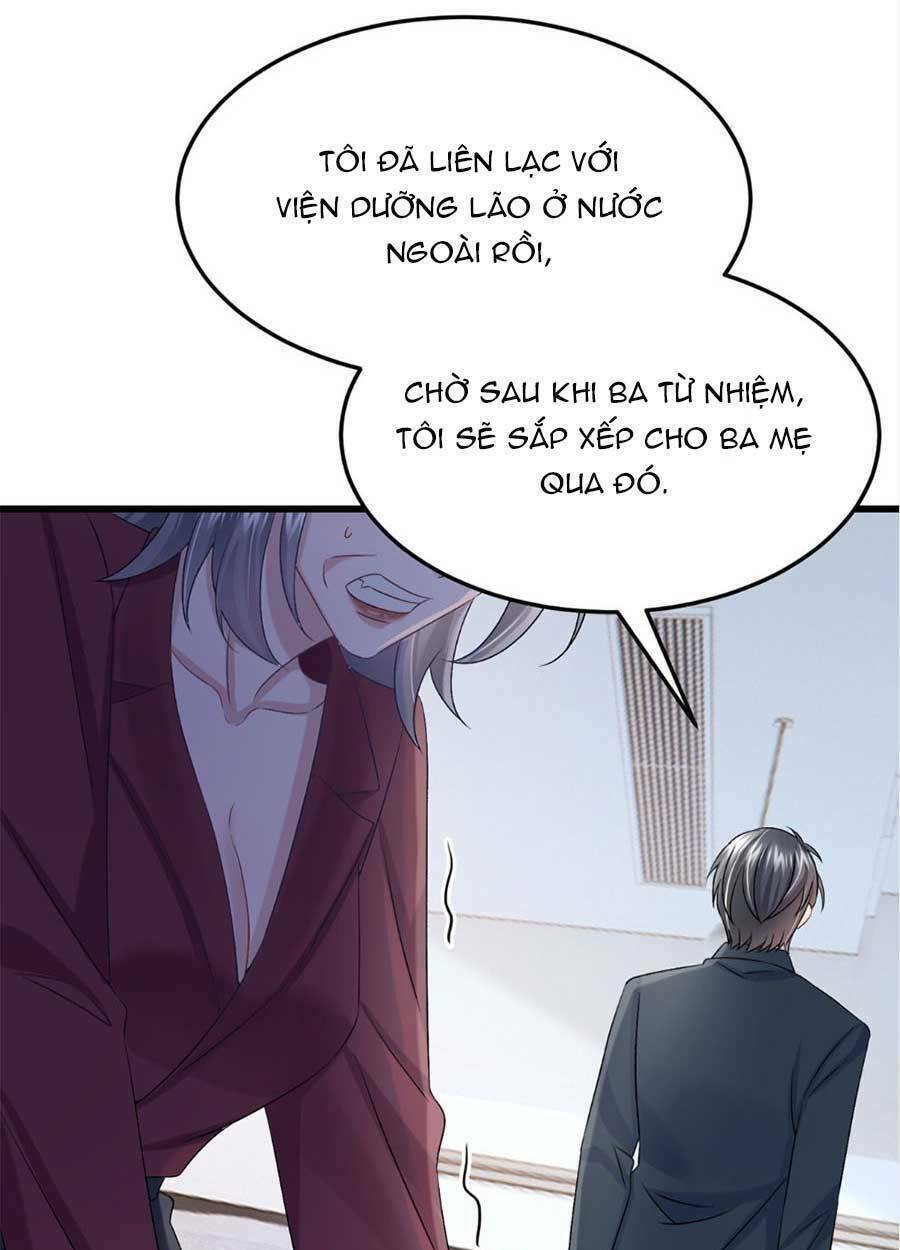 TÔI ĐÃ LIÊN LẠC VỚI
VIỆN DƯỠNG LÃO Ở NƯỚC
NGOÀI RỒI,
CHỜ SAU KHI BA TỪ NHIỆM,
TÔI SẼ SẮP XẾP CHO BA MẸ
QUA ĐÓ.